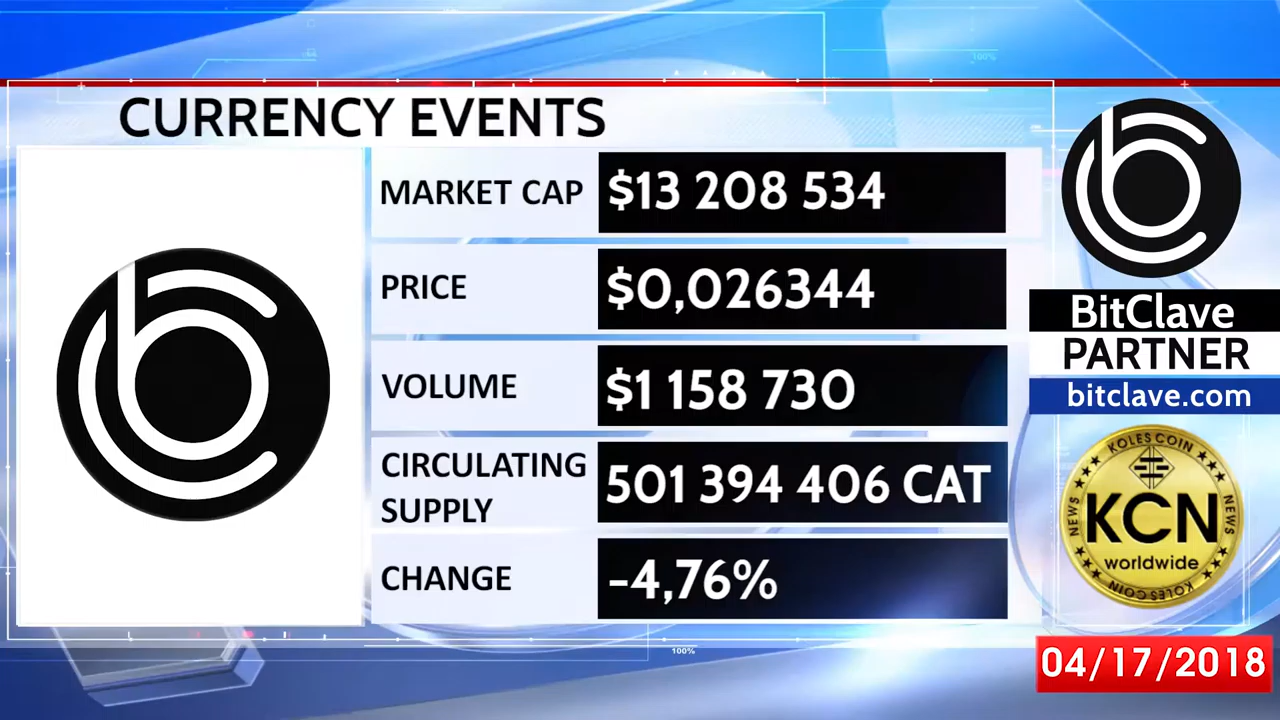 CURRENCY EVENTS
MARKET CAP
$13 208 534
PRICE
$0,026344
VOLUME
$1 158 730
CIRCULATING
SUPPLY
501 394 406 CAT
CHANGE
-4,76%
BitClave
PARTNER
bitclave.com
KOLES COIN
NEWS
KCN
NEWS
worldwide
KOLES COIN
04/17/2018
100%
100%